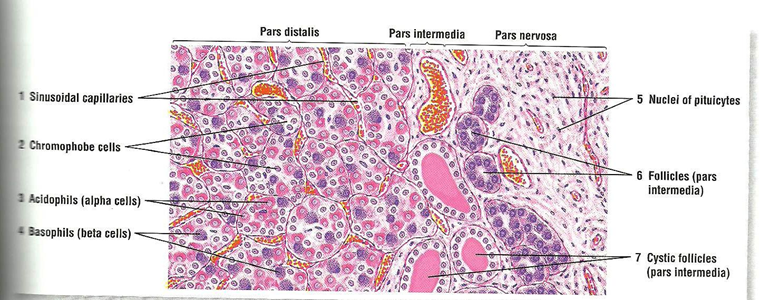 Pars distalis
Pars intermedia
Pars nervosa
1 Sinusoidal capillaries
2 Chromophobe cells
3 Acidophils (alpha cells)
4 Basophils (beta cells)
5 Nuclei of pituicytes
6 Follicles (pars
intermedia)
7 Cystic follicles
(pars intermedia)